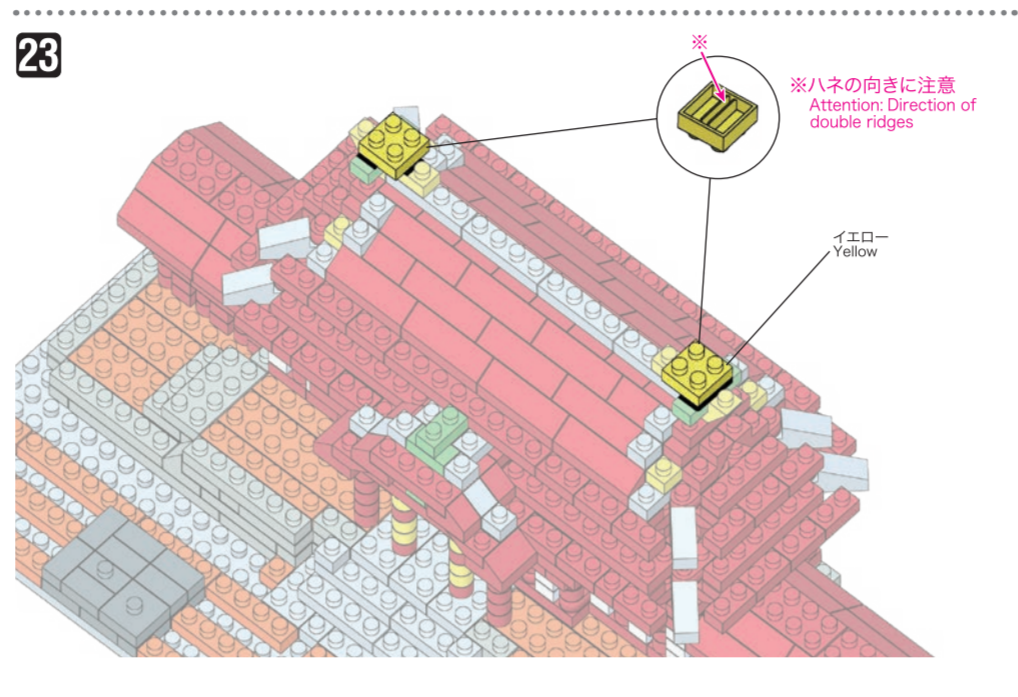 23
※
※ハネの向きに注意
Attention: Direction of
double ridges
イエロー
Yellow